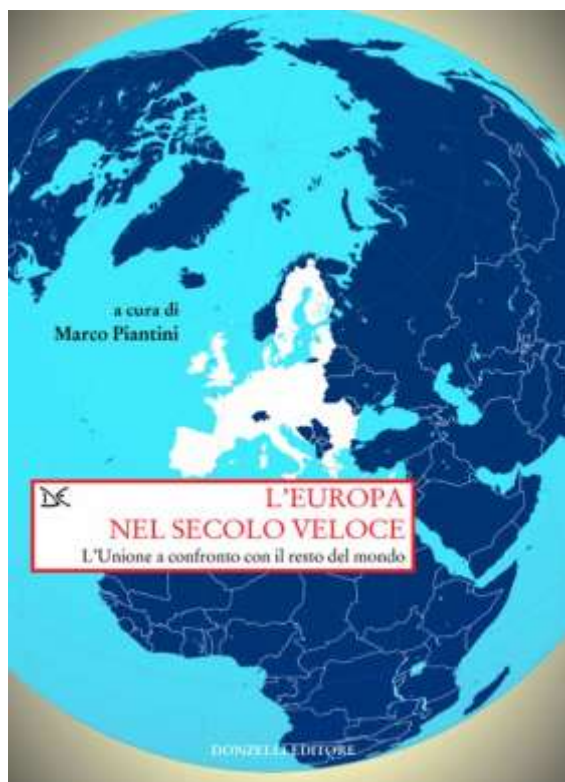 a cura di
Marco Piantini
L'EUROPA
NEL SECOLO VELOCE
L'Unione a confronto con il resto del mondo
DONZELLI EDITORE